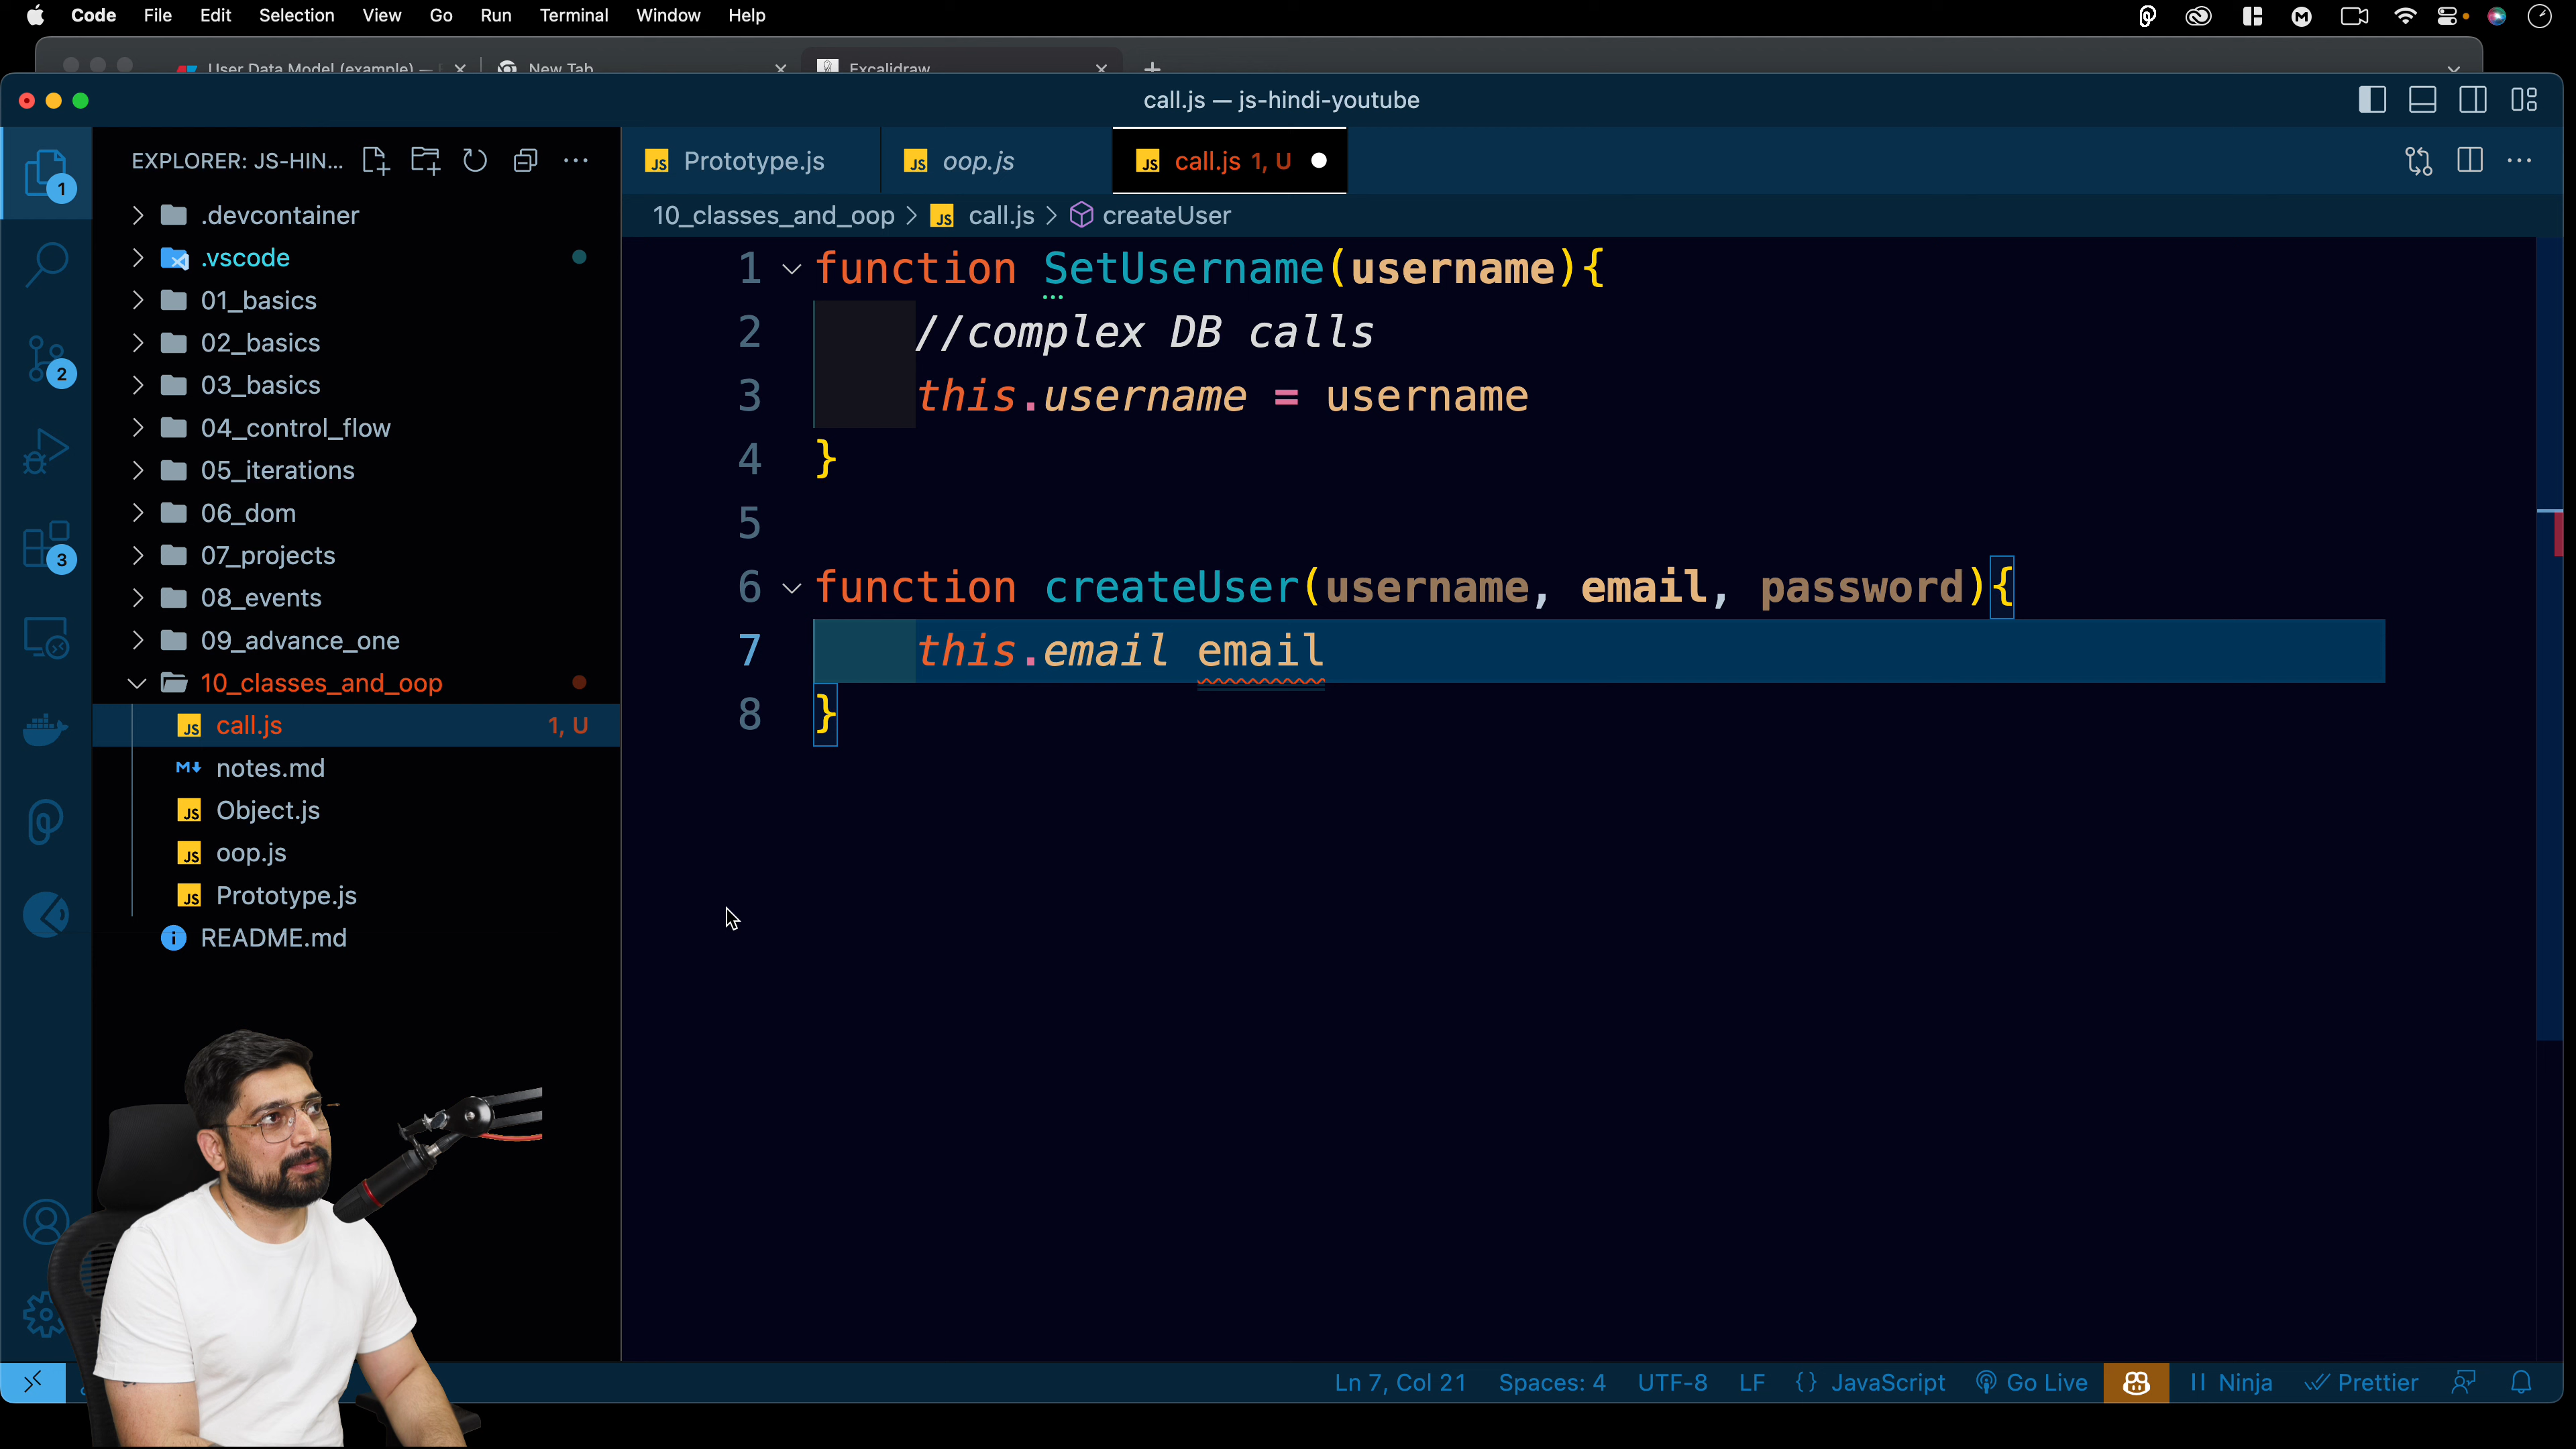 Code File Edit Selection View Go Run Terminal Window Help
User Data Model (example) —
New Tab
Excalidraw
call.js — js-hindi-youtube
EXPLORER: JS-HIN...
Prototype.js
oop.js
call.js 1, U
10_classes_and_oop > call.js > createUser
.devcontainer
.vscode
01_basics
02_basics
03_basics
04_control_flow
05_iterations
06_dom
07_projects
08_events
09_advance_one
10_classes_and_oop
call.js 1, U
notes.md
Object.js
oop.js
Prototype.js
README.md
1
2
3
1 function SetUsername(username){
2 //complex DB calls
3 this.username = username
4 }
5
6 function createUser(username, email, password){
7 this.email email
8 }
Ln 7, Col 21 Spaces: 4 UTF-8 LF {} JavaScript Go Live Ninja Prettier